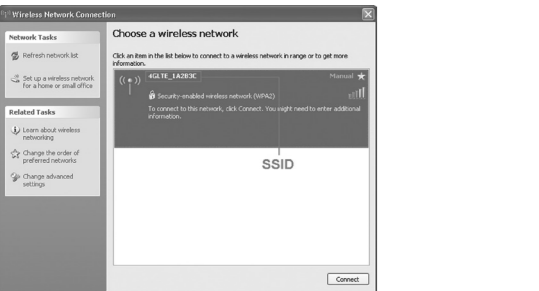 Wireless Network Connection
Network Tasks
Refresh network list
Set up a wireless network
for a home or small office
Related Tasks
Learn about wireless
networking
Change the order of
preferred networks
Change advanced
settings
Choose a wireless network
Click an item in the list below to connect to a wireless network in range or to get more
information.
4GLTE_1A2B3C
Manual
Security-enabled wireless network (WPA2)
To connect to this network, click Connect. You might need to enter additional
information.
SSID
Connect